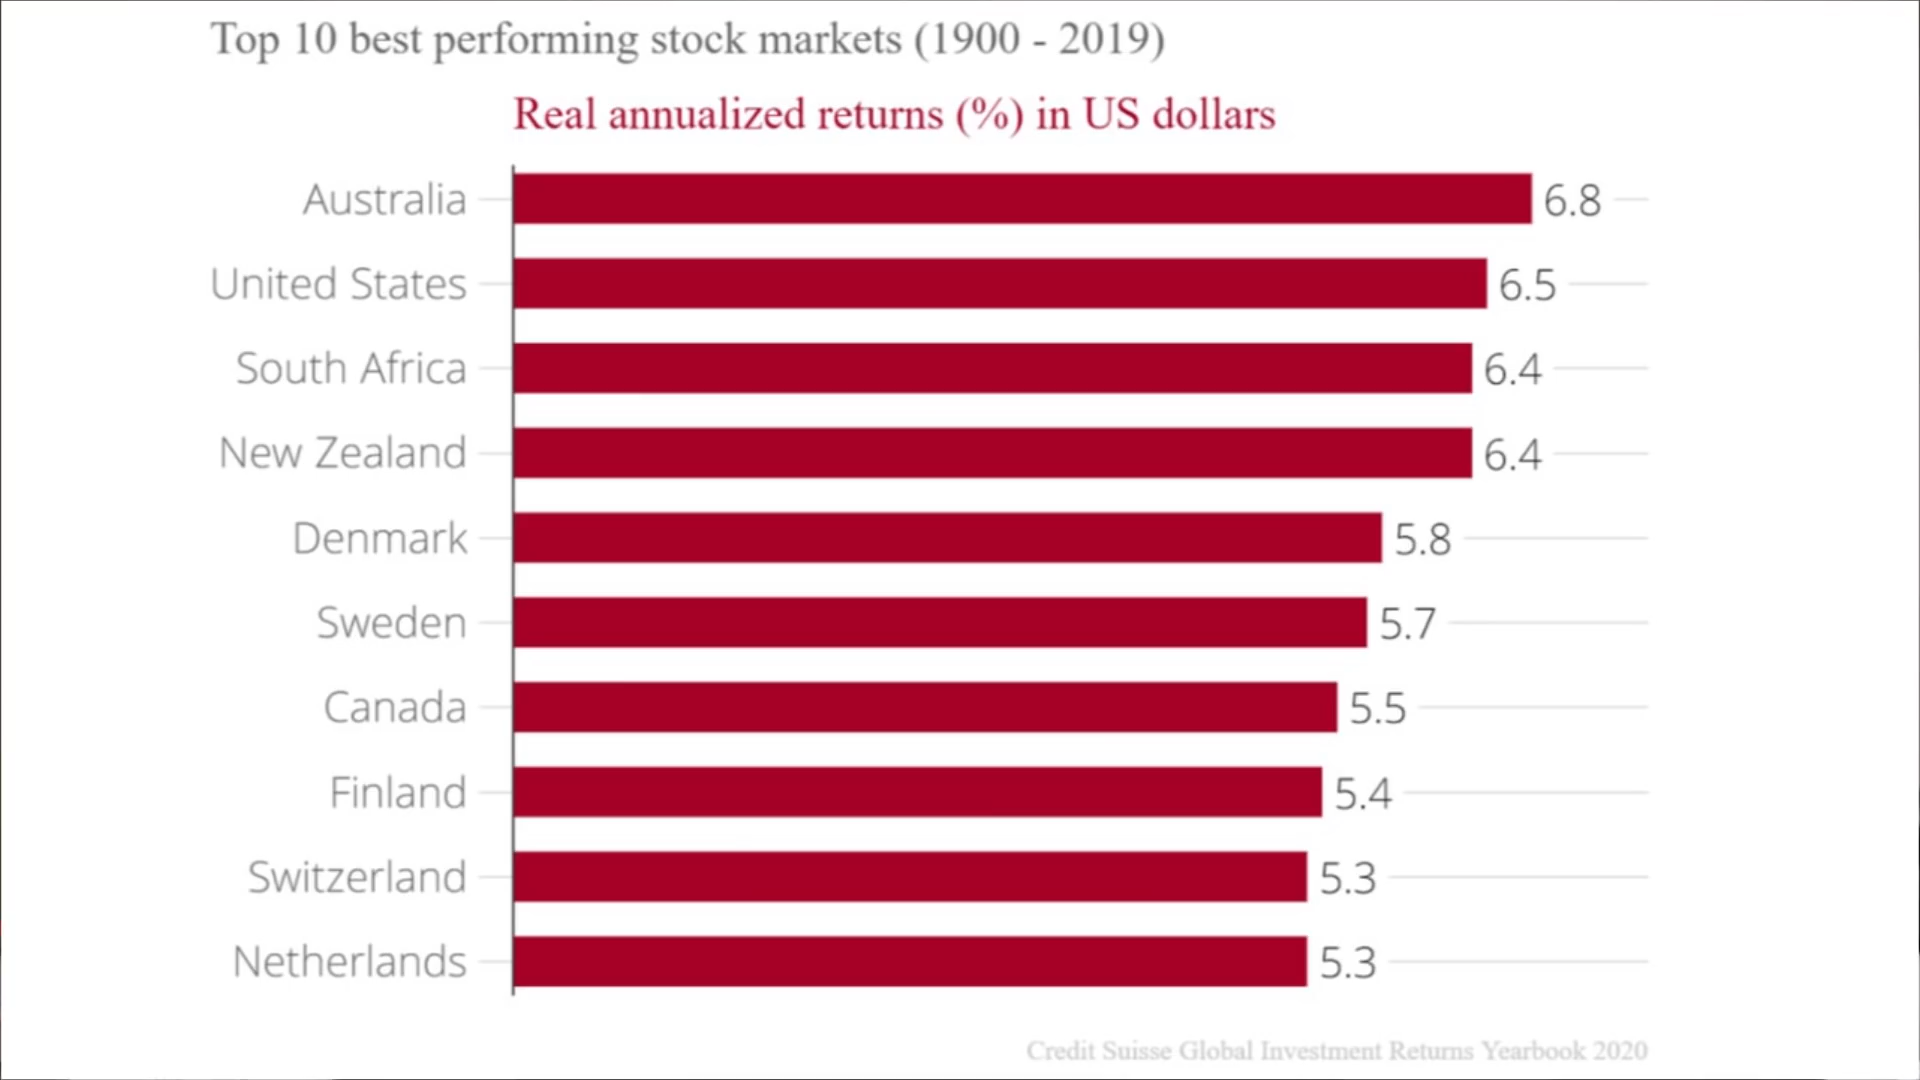 Top 10 best performing stock markets (1900 - 2019)
Real annualized returns (%) in US dollars
Australia 6.8
United States 6.5
South Africa 6.4
New Zealand 6.4
Denmark 5.8
Sweden 5.7
Canada 5.5
Finland 5.4
Switzerland 5.3
Netherlands 5.3
Credit Suisse Global Investment Returns Yearbook 2020